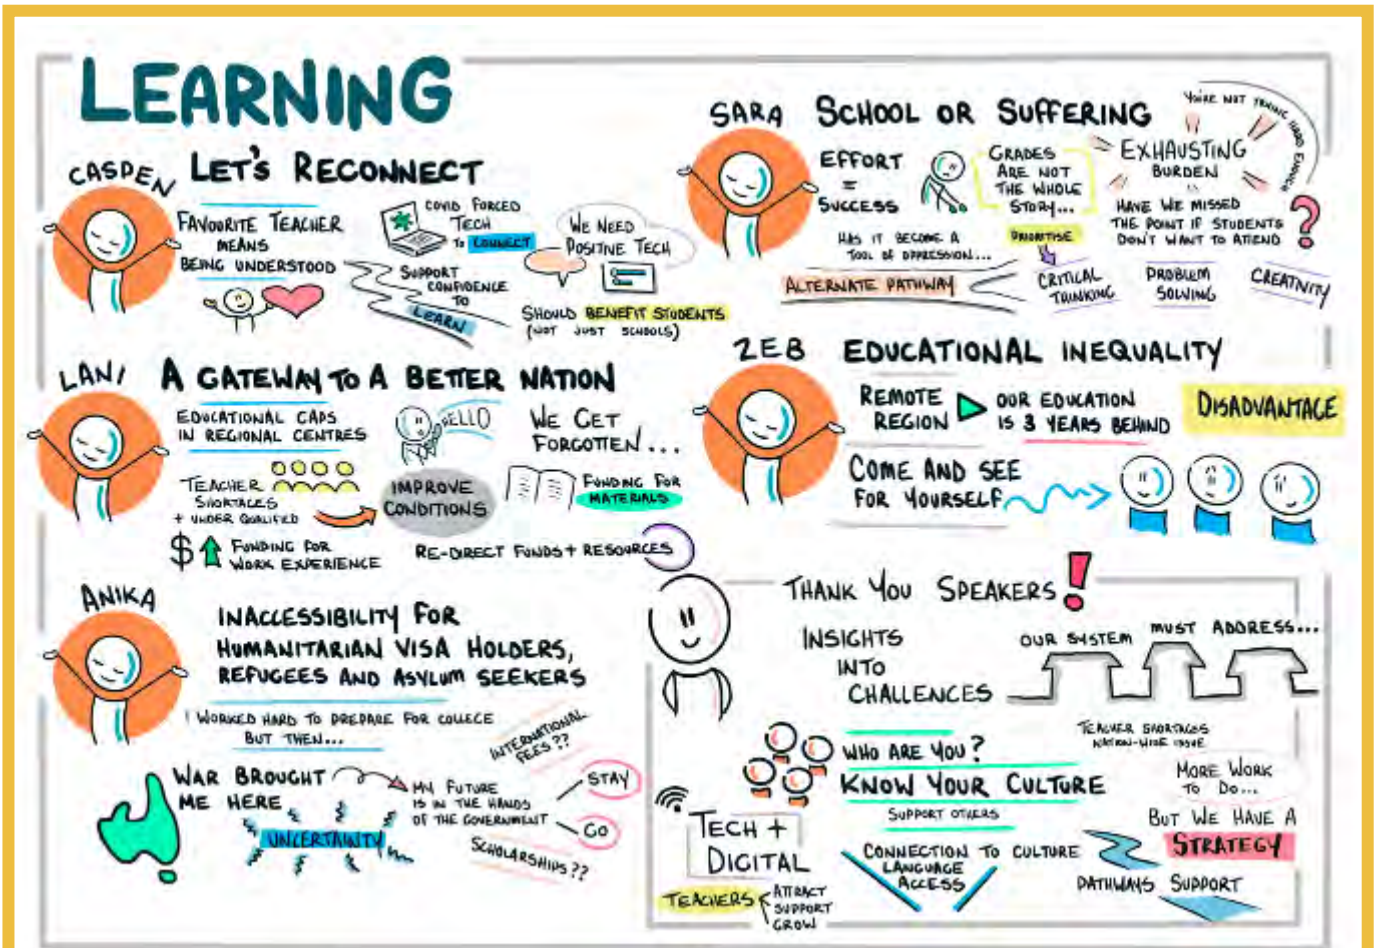 LEARNING
CASPEN
LET'S RECONNECT
FAVOURITE TEACHER
MEANS
BEING UNDERSTOOD
COVID FORCED
TECH
TO CONNECT
SUPPORT
CONFIDENCE
TO
LEARN
WE NEED
POSITIVE TECH
SHOULD BENEFIT STUDENTS
(NOT JUST SCHOOLS)
SARA
SCHOOL OR SUFFERING
EFFORT
=
SUCCESS
GRADES
ARE NOT
THE WHOLE
STORY...
YOU'RE NOT TRYING HARD ENOUGH
EXHAUSTING
BURDEN
HAVE WE MISSED
THE POINT IF STUDENTS
DON'T WANT TO ATTEND
?
HAS IT BECOME A
TOOL OF OPPRESSION...
PRIORITISE
ALTERNATE PATHWAY
CRITICAL
THINKING
PROBLEM
SOLVING
CREATIVITY
LANI
A GATEWAY TO A BETTER NATION
EDUCATIONAL GAPS
IN REGIONAL CENTRES
HELLO
WE GET
FORGOTTEN...
TEACHER
SHORTAGES
+ UNDER QUALIFIED
IMPROVE
CONDITIONS
FUNDING FOR
MATERIALS
$
FUNDING FOR
WORK EXPERIENCE
RE-DIRECT FUNDS + RESOURCES
ZEB
EDUCATIONAL INEQUALITY
REMOTE
REGION
OUR EDUCATION
IS 3 YEARS BEHIND
DISADVANTAGE
COME AND SEE
FOR YOURSELF
ANIKA
INACCESSIBILITY FOR
HUMANITARIAN VISA HOLDERS,
REFUGEES AND ASYLUM SEEKERS
I WORKED HARD TO PREPARE FOR COLLEGE
BUT THEN...
WAR BROUGHT
ME HERE
UNCERTAINTY
MY FUTURE
IS IN THE HANDS
OF THE GOVERNMENT
INTERNATIONAL
FEES??
STAY
GO
SCHOLARSHIPS??
THANK YOU SPEAKERS!
INSIGHTS
INTO
CHALLENGES
OUR SYSTEM MUST ADDRESS...
TEACHER SHORTAGES
NATION-WIDE ISSUE
WHO ARE YOU?
KNOW YOUR CULTURE
SUPPORT OTHERS
MORE WORK
TO DO...
BUT WE HAVE A
STRATEGY
TECH +
DIGITAL
CONNECTION TO CULTURE
LANGUAGE
ACCESS
PATHWAYS SUPPORT
TEACHERS
ATTRACT
SUPPORT
GROW